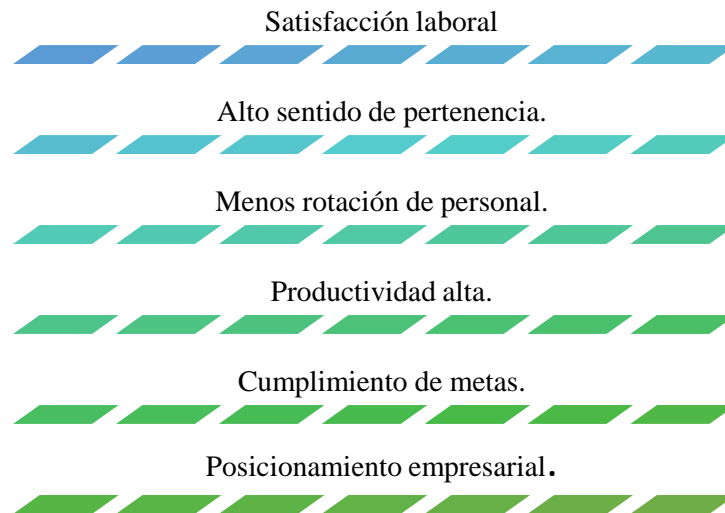 Satisfacción laboral
Alto sentido de pertenencia.
Menos rotación de personal.
Productividad alta.
Cumplimiento de metas.
Posicionamiento empresarial.